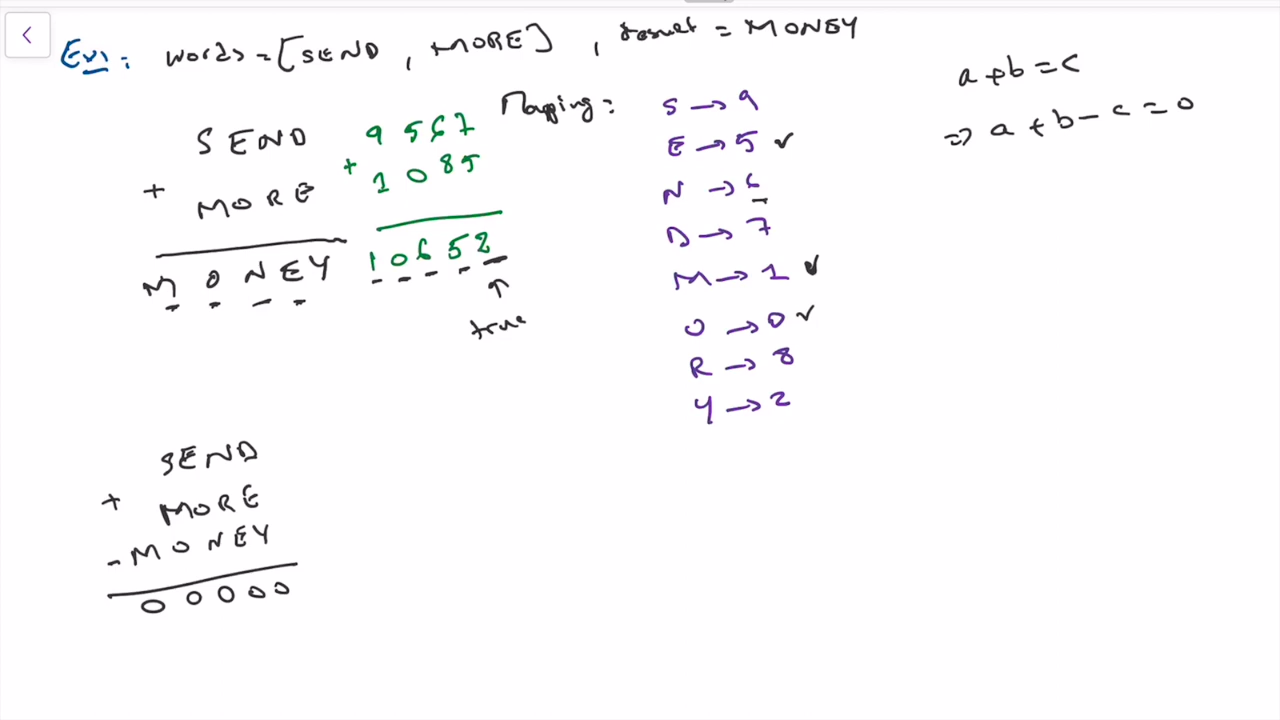 Ex1: words = [SEND, MORE], result = MONEY
a+b=c
⇒ a+b-c=0
Mapping:
S → 9
E → 5 ✓
N → 6
D → 7
M → 1 ✓
O → 0 ✓
R → 8
Y → 2
SEND
+ MORE
MONEY
9567
+ 1085
10652
↑
true
SEND
+ MORE
- MONEY
00000